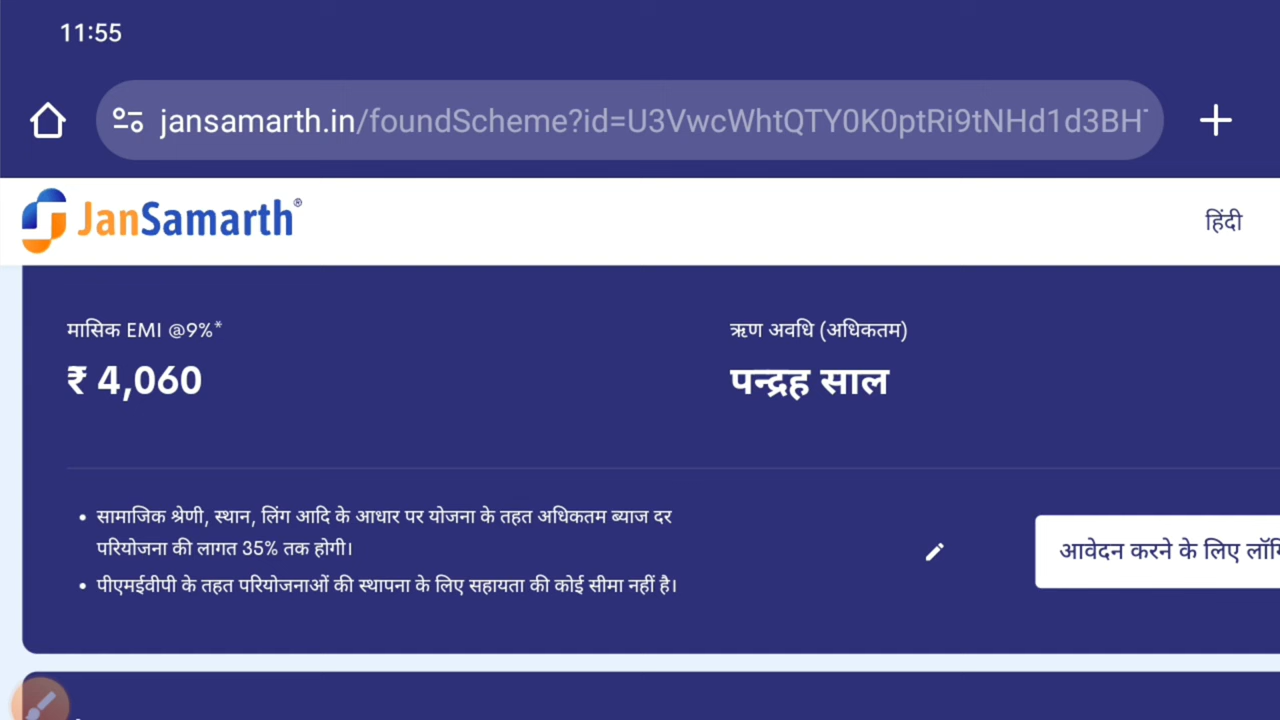 11:55
jansamarth.in/foundScheme?id=U3VwcWhtQTY0K0ptRi9tNHd1d3BH
JanSamarth®
हिंदी
मासिक EMI @9%*
ऋण अवधि (अधिकतम)
₹ 4,060
पन्द्रह साल
• सामाजिक श्रेणी, स्थान, लिंग आदि के आधार पर योजना के तहत अधिकतम ब्याज दर
परियोजना की लागत 35% तक होगी।
आवेदन करने के लिए
• पीएमईवीपी के तहत परियोजनाओं की स्थापना के लिए सहायता की कोई सीमा नहीं है।